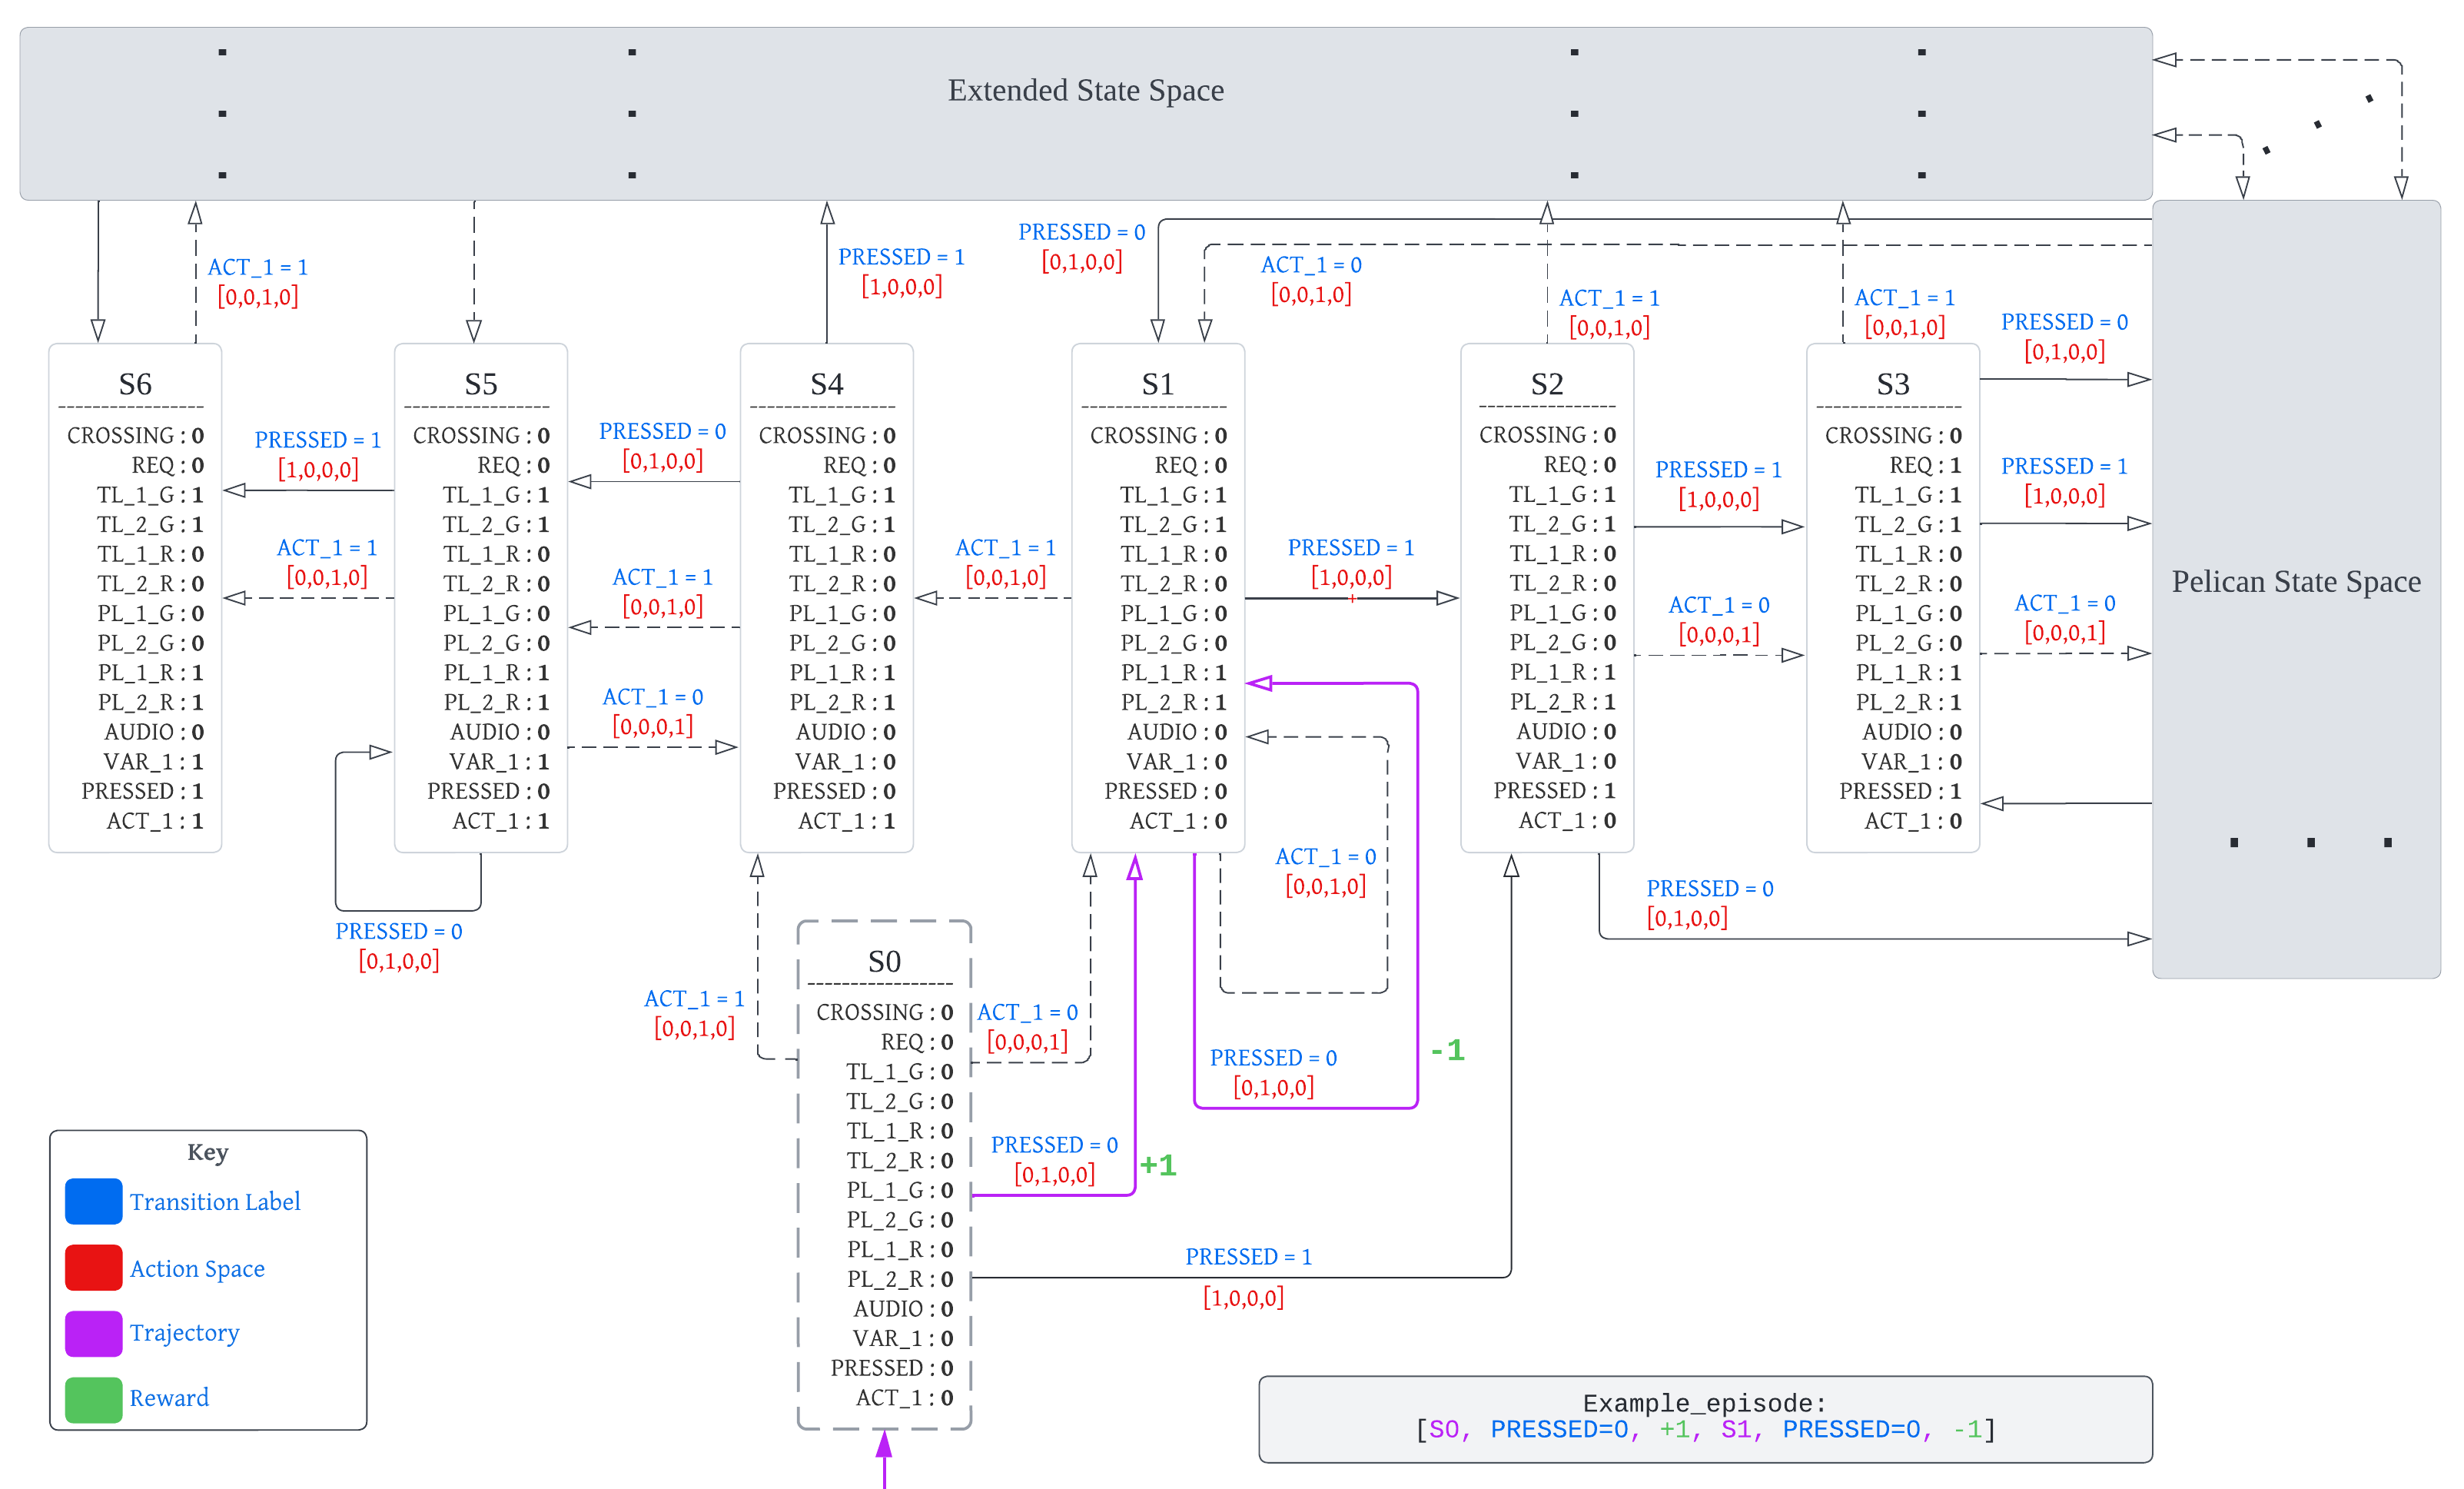 Extended State Space
Pelican State Space
PRESSED = 0
[0,1,0,0]
ACT_1 = 1
[0,0,1,0]
PRESSED = 1
[1,0,0,0]
ACT_1 = 0
[0,0,1,0]
ACT_1 = 1
[0,0,1,0]
ACT_1 = 1
[0,0,1,0]
PRESSED = 0
[0,1,0,0]
S6
CROSSING : 0
REQ : 0
TL_1_G : 1
TL_2_G : 1
TL_1_R : 0
TL_2_R : 0
PL_1_G : 0
PL_2_G : 0
PL_1_R : 1
PL_2_R : 1
AUDIO : 0
VAR_1 : 1
PRESSED : 1
ACT_1 : 1
PRESSED = 1
[1,0,0,0]
ACT_1 = 1
[0,0,1,0]
S5
CROSSING : 0
REQ : 0
TL_1_G : 1
TL_2_G : 1
TL_1_R : 0
TL_2_R : 0
PL_1_G : 0
PL_2_G : 0
PL_1_R : 1
PL_2_R : 1
AUDIO : 0
VAR_1 : 1
PRESSED : 0
ACT_1 : 1
PRESSED = 0
[0,1,0,0]
PRESSED = 0
[0,1,0,0]
ACT_1 = 1
[0,0,1,0]
ACT_1 = 0
[0,0,0,1]
S4
CROSSING : 0
REQ : 0
TL_1_G : 1
TL_2_G : 1
TL_1_R : 0
TL_2_R : 0
PL_1_G : 0
PL_2_G : 0
PL_1_R : 1
PL_2_R : 1
AUDIO : 0
VAR_1 : 0
PRESSED : 0
ACT_1 : 1
ACT_1 = 1
[0,0,1,0]
S1
CROSSING : 0
REQ : 0
TL_1_G : 1
TL_2_G : 1
TL_1_R : 0
TL_2_R : 0
PL_1_G : 0
PL_2_G : 0
PL_1_R : 1
PL_2_R : 1
AUDIO : 0
VAR_1 : 0
PRESSED : 0
ACT_1 : 0
PRESSED = 1
[1,0,0,0]
+
ACT_1 = 0
[0,0,1,0]
PRESSED = 0
[0,1,0,0]
-1
S2
CROSSING : 0
REQ : 0
TL_1_G : 1
TL_2_G : 1
TL_1_R : 0
TL_2_R : 0
PL_1_G : 0
PL_2_G : 0
PL_1_R : 1
PL_2_R : 1
AUDIO : 0
VAR_1 : 0
PRESSED : 1
ACT_1 : 0
PRESSED = 1
[1,0,0,0]
ACT_1 = 0
[0,0,0,1]
PRESSED = 0
[0,1,0,0]
S3
CROSSING : 0
REQ : 1
TL_1_G : 1
TL_2_G : 1
TL_1_R : 0
TL_2_R : 0
PL_1_G : 0
PL_2_G : 0
PL_1_R : 1
PL_2_R : 1
AUDIO : 0
VAR_1 : 0
PRESSED : 1
ACT_1 : 0
PRESSED = 1
[1,0,0,0]
ACT_1 = 0
[0,0,0,1]
ACT_1 = 1
[0,0,1,0]
S0
CROSSING : 0
REQ : 0
TL_1_G : 0
TL_2_G : 0
TL_1_R : 0
TL_2_R : 0
PL_1_G : 0
PL_2_G : 0
PL_1_R : 0
PL_2_R : 0
AUDIO : 0
VAR_1 : 0
PRESSED : 0
ACT_1 : 0
ACT_1 = 0
[0,0,0,1]
PRESSED = 0
[0,1,0,0]
+1
PRESSED = 1
[1,0,0,0]
Key
Transition Label
Action Space
Trajectory
Reward
Example_episode:
[S0, PRESSED=0, +1, S1, PRESSED=0, -1]